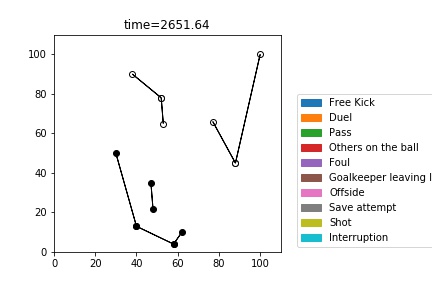 time=2651.64
100
80
60
40
20
0
0 20 40 60 80 100
Free Kick
Duel
Pass
Others on the ball
Foul
Goalkeeper leaving
Offside
Save attempt
Shot
Interruption